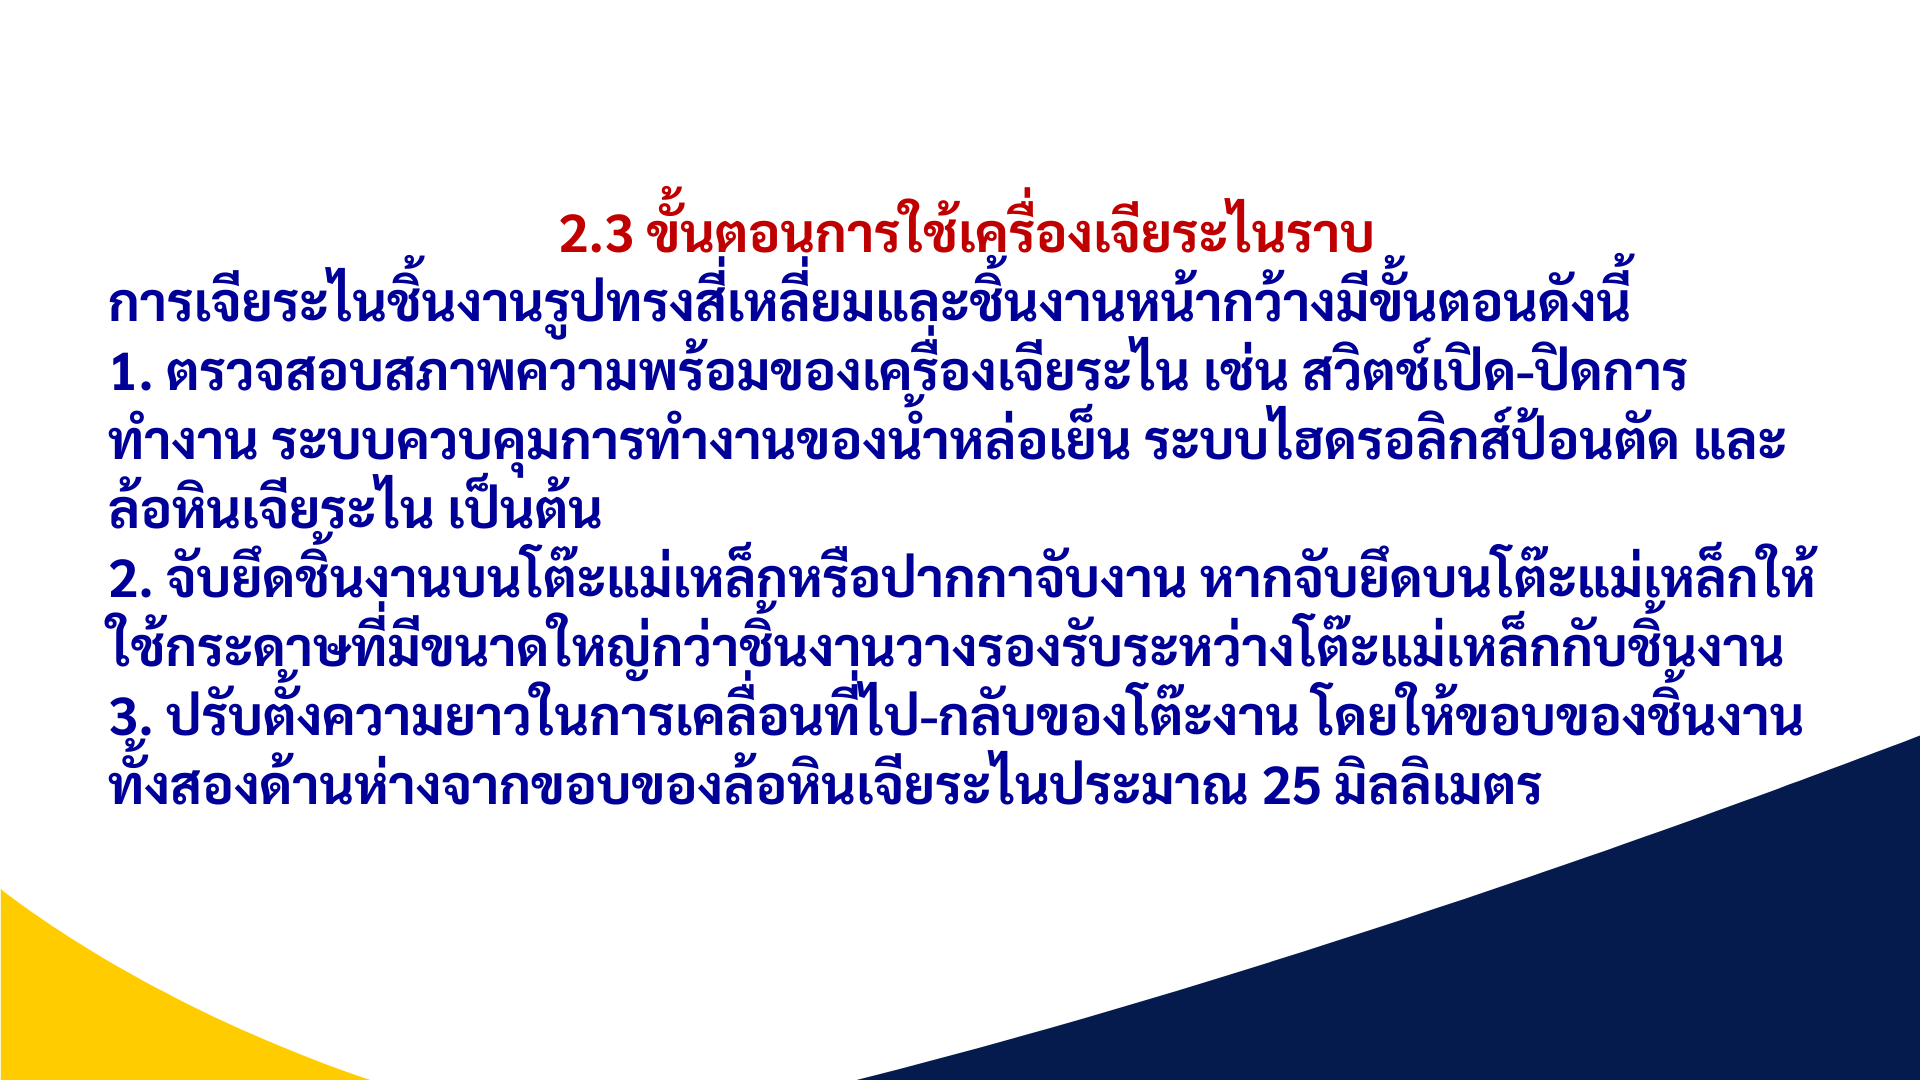 2.3 ขั้นตอนการใช้เครื่องเจียระไนราบ
การเจียระไนชิ้นงานรูปทรงสี่เหลี่ยมและชิ้นงานหน้ากว้างมีขั้นตอนดังนี้
1. ตรวจสอบสภาพความพร้อมของเครื่องเจียระไน เช่น สวิตช์เปิด-ปิดการ
ทำงาน ระบบควบคุมการทำงานของน้ำหล่อเย็น ระบบไฮดรอลิกส์ป้อนตัด และ
ล้อหินเจียระไน เป็นต้น
2. จับยึดชิ้นงานบนโต๊ะแม่เหล็กหรือปากกาจับงาน หากจับยึดบนโต๊ะแม่เหล็กให้
ใช้กระดาษที่มีขนาดใหญ่กว่าชิ้นงานวางรองรับระหว่างโต๊ะแม่เหล็กกับชิ้นงาน
3. ปรับตั้งความยาวในการเคลื่อนที่ไป-กลับของโต๊ะงาน โดยให้ขอบของชิ้นงาน
ทั้งสองด้านห่างจากขอบของล้อหินเจียระไนประมาณ 25 มิลลิเมตร